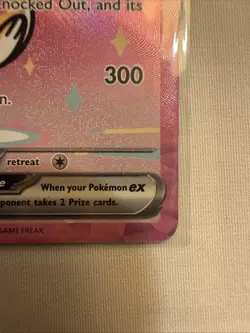 nocked Out, and its
300
n.
retreat
e
When your Pokémon ex
ponent takes 2 Prize cards.
GAME FREAK.